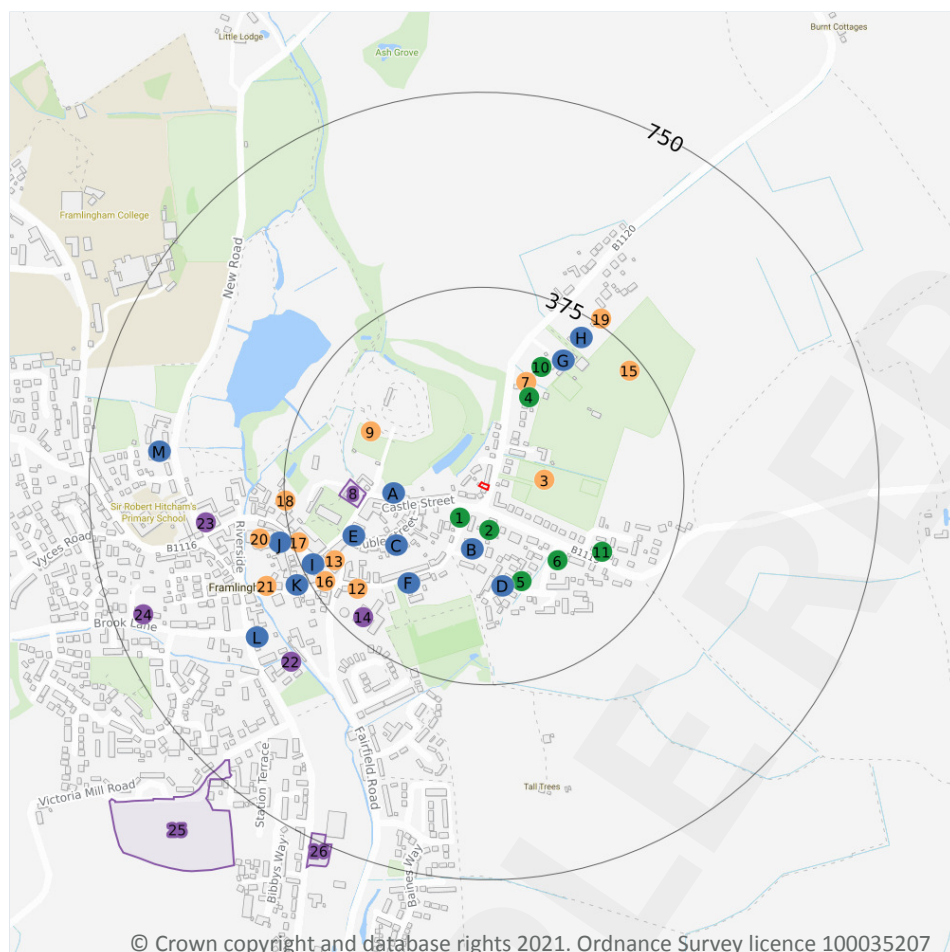 Little Lodge
Burnt Cottages
Ash Grove
750
Framlingham College
B1120
New Road
375
19
H
G
10
15
7
4
9
M
3
8
A
18
Castle Street
1
23
2
Sir Robert Hitcham's
Primary School
Riverside
E
20
J
17
C
B
B1116
11
Vyces Road
I
13
6
16
D
5
Framlingh
21
K
12
F
24
14
Brook Lane
L
22
Fairfield Road
Station Terrace
Tall Trees
Victoria Mill Road
25
26
Bibbys Way
© Crown copyright and database rights 2021. Ordnance Survey licence 100035207